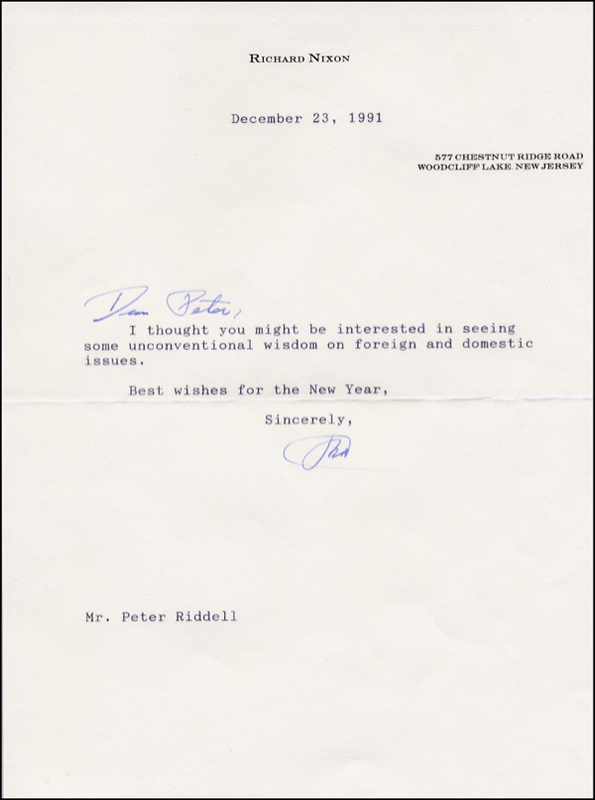 RICHARD NIXON
December 23, 1991
577 CHESTNUT RIDGE ROAD
WOODCLIFF LAKE, NEW JERSEY
Dear Peter,
I thought you might be interested in seeing
some unconventional wisdom on foreign and domestic
issues.
Best wishes for the New Year,
Sincerely,
RN
Mr. Peter Riddell